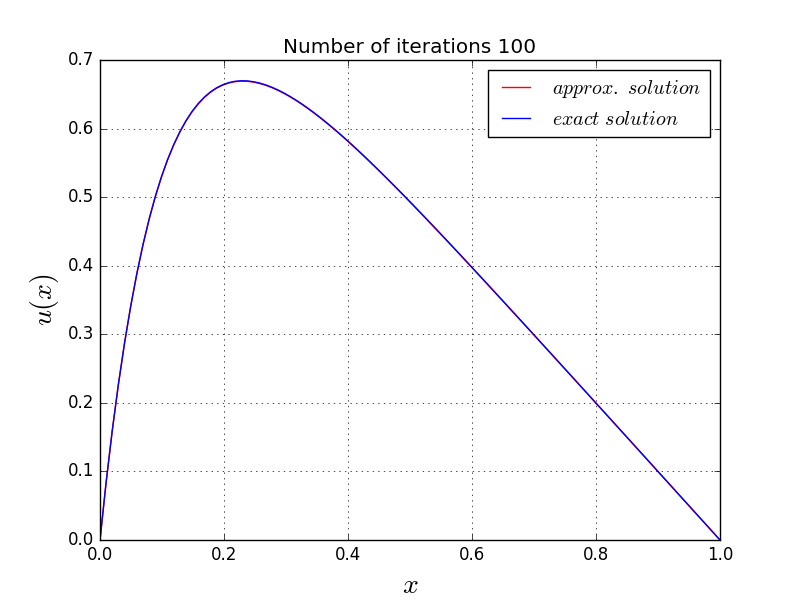 Number of iterations 100
0.7
0.6
0.5
0.4
0.3
0.2
0.1
0.0
u(x)
approx. solution
exact solution
0.0 0.2 0.4 0.6 0.8 1.0
x